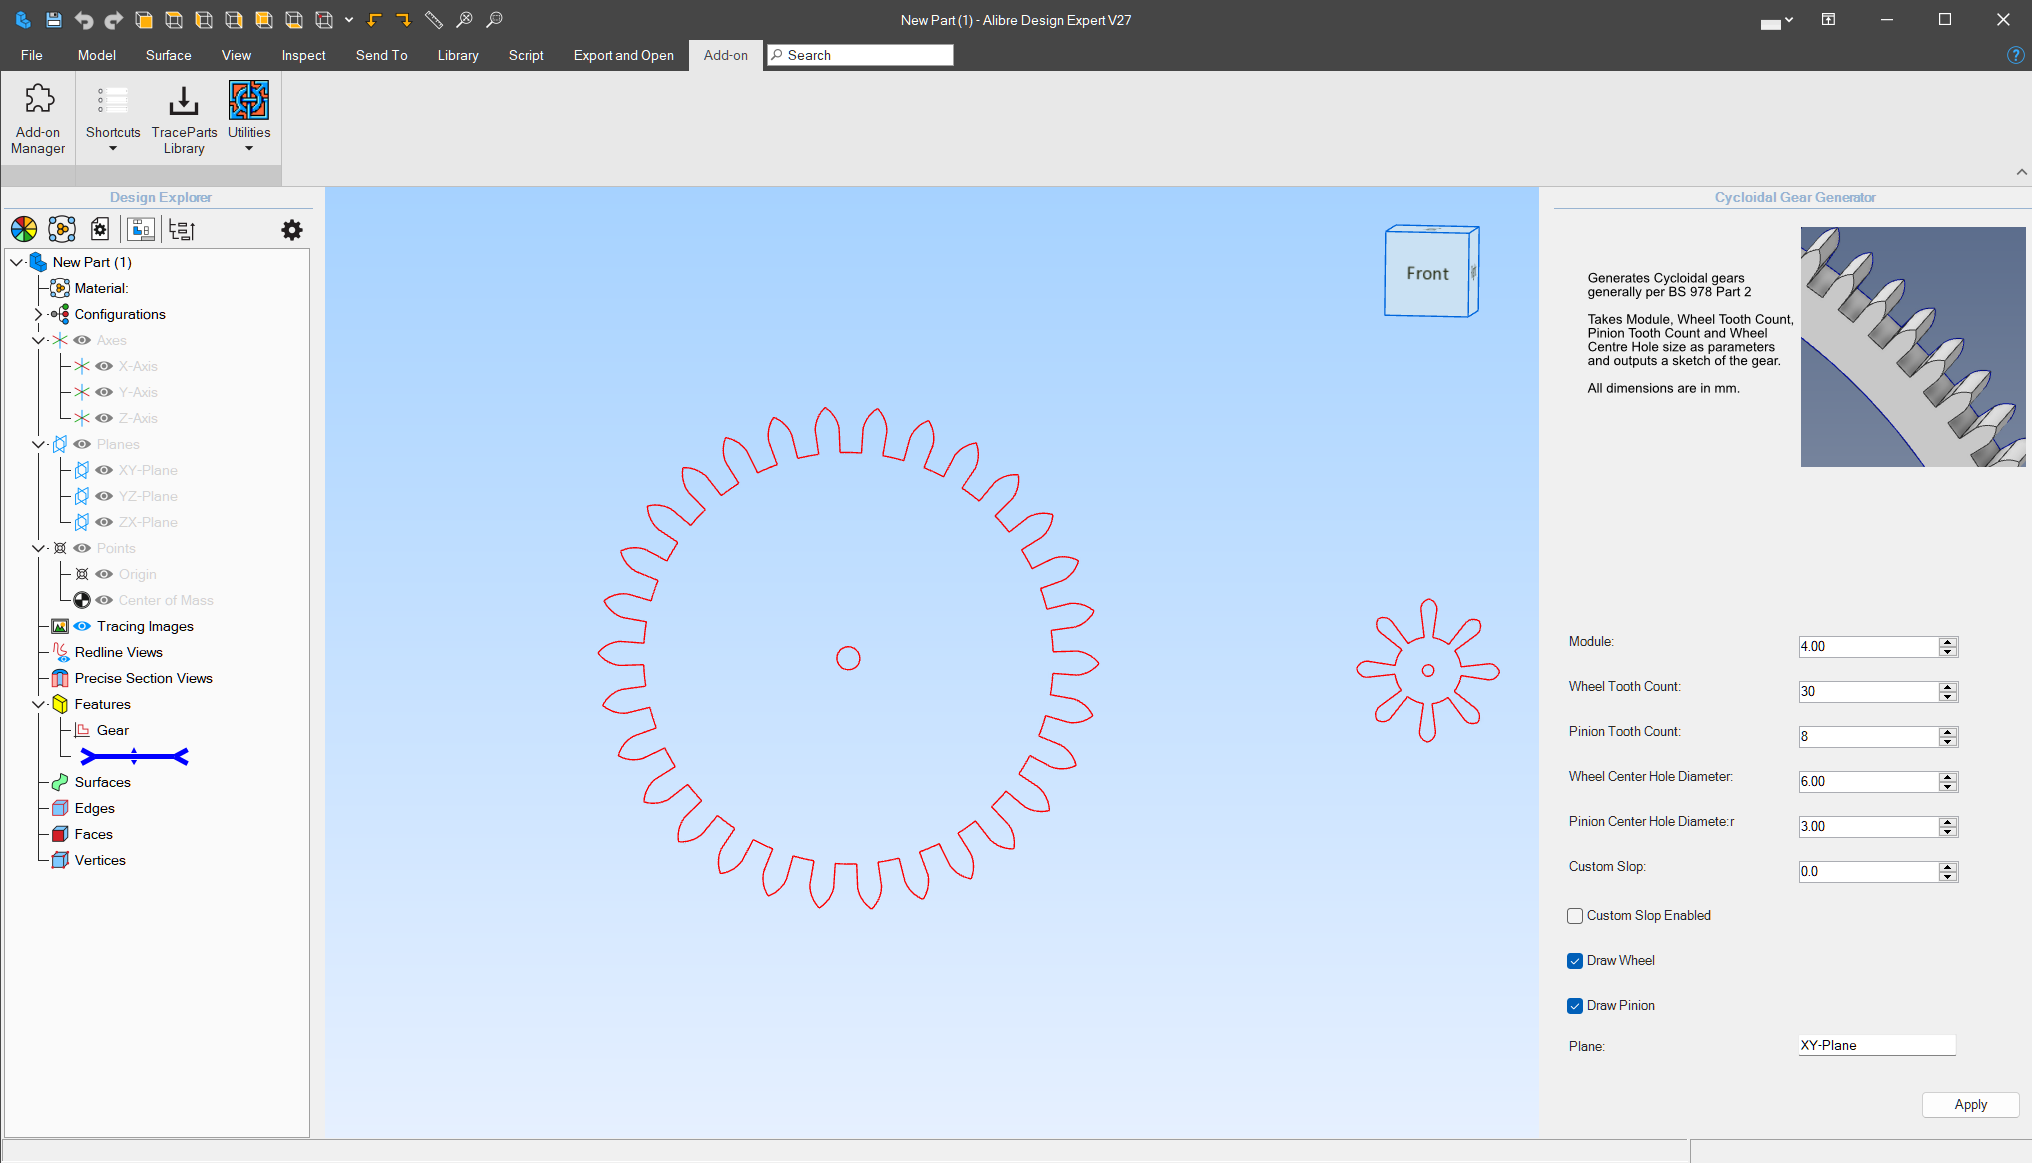 New Part (1) - Alibre Design Expert V27
File Model Surface View Inspect Send To Library Script Export and Open Add-on Search
Add-on
Manager
Shortcuts
TraceParts
Library
Utilities
Design Explorer
New Part (1)
Material:
Configurations
Axes
X-Axis
Y-Axis
Z-Axis
Planes
XY-Plane
YZ-Plane
ZX-Plane
Points
Origin
Center of Mass
Tracing Images
Redline Views
Precise Section Views
Features
Gear
Surfaces
Edges
Faces
Vertices
Front
Cycloidal Gear Generator
Generates Cycloidal gears
generally per BS 978 Part 2
Takes Module, Wheel Tooth Count,
Pinion Tooth Count and Wheel
Centre Hole size as parameters
and outputs a sketch of the gear.
All dimensions are in mm.
Module: 4.00
Wheel Tooth Count: 30
Pinion Tooth Count: 8
Wheel Center Hole Diameter: 6.00
Pinion Center Hole Diamete:r 3.00
Custom Slop: 0.0
Custom Slop Enabled
Draw Wheel
Draw Pinion
Plane: XY-Plane
Apply